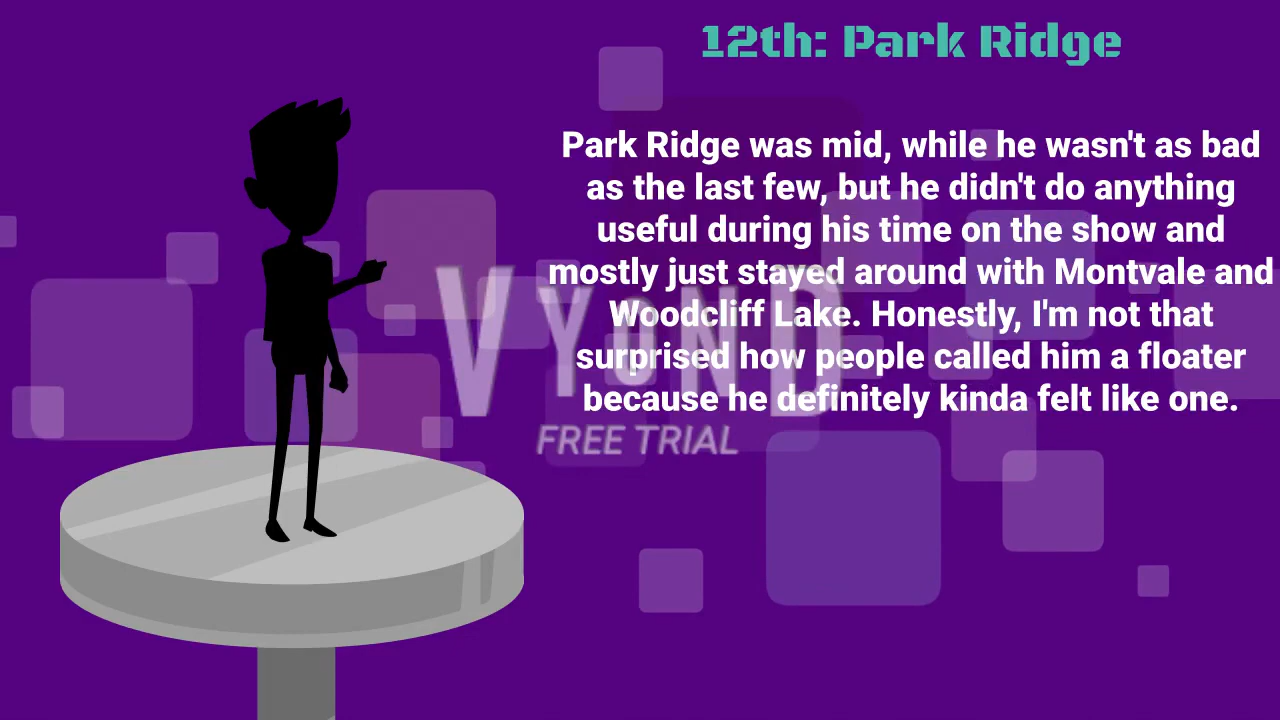 12th: Park Ridge
Park Ridge was mid, while he wasn't as bad
as the last few, but he didn't do anything
useful during his time on the show and
mostly just stayed around with Montvale and
Woodcliff Lake. Honestly, I'm not that
surprised how people called him a floater
because he definitely kinda felt like one.
VYOND
FREE TRIAL